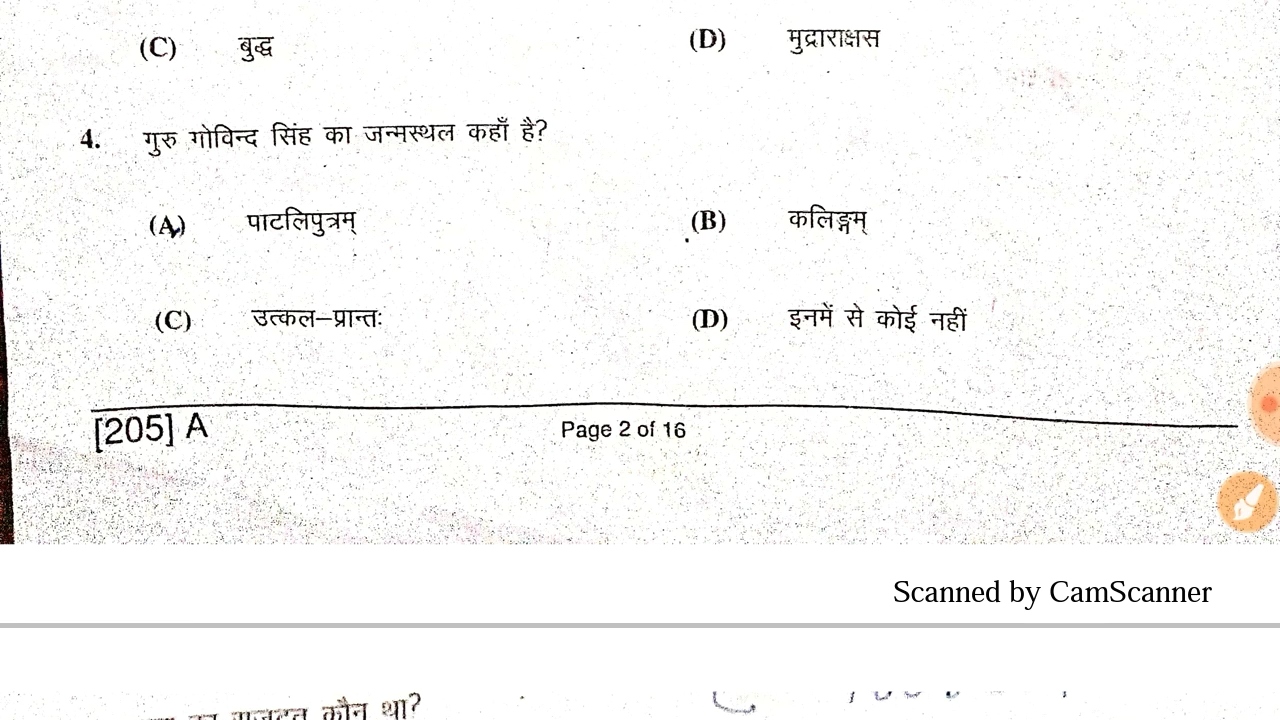 (C) बुद्ध (D) मुद्राराक्षस
4. गुरु गोविन्द सिंह का जन्मस्थल कहाँ है?
(A) पाटलिपुत्रम् (B) कलिङ्गम्
(C) उत्कल–प्रान्तः (D) इनमें से कोई नहीं
[205] A Page 2 of 16
Scanned by CamScanner
कौन था?